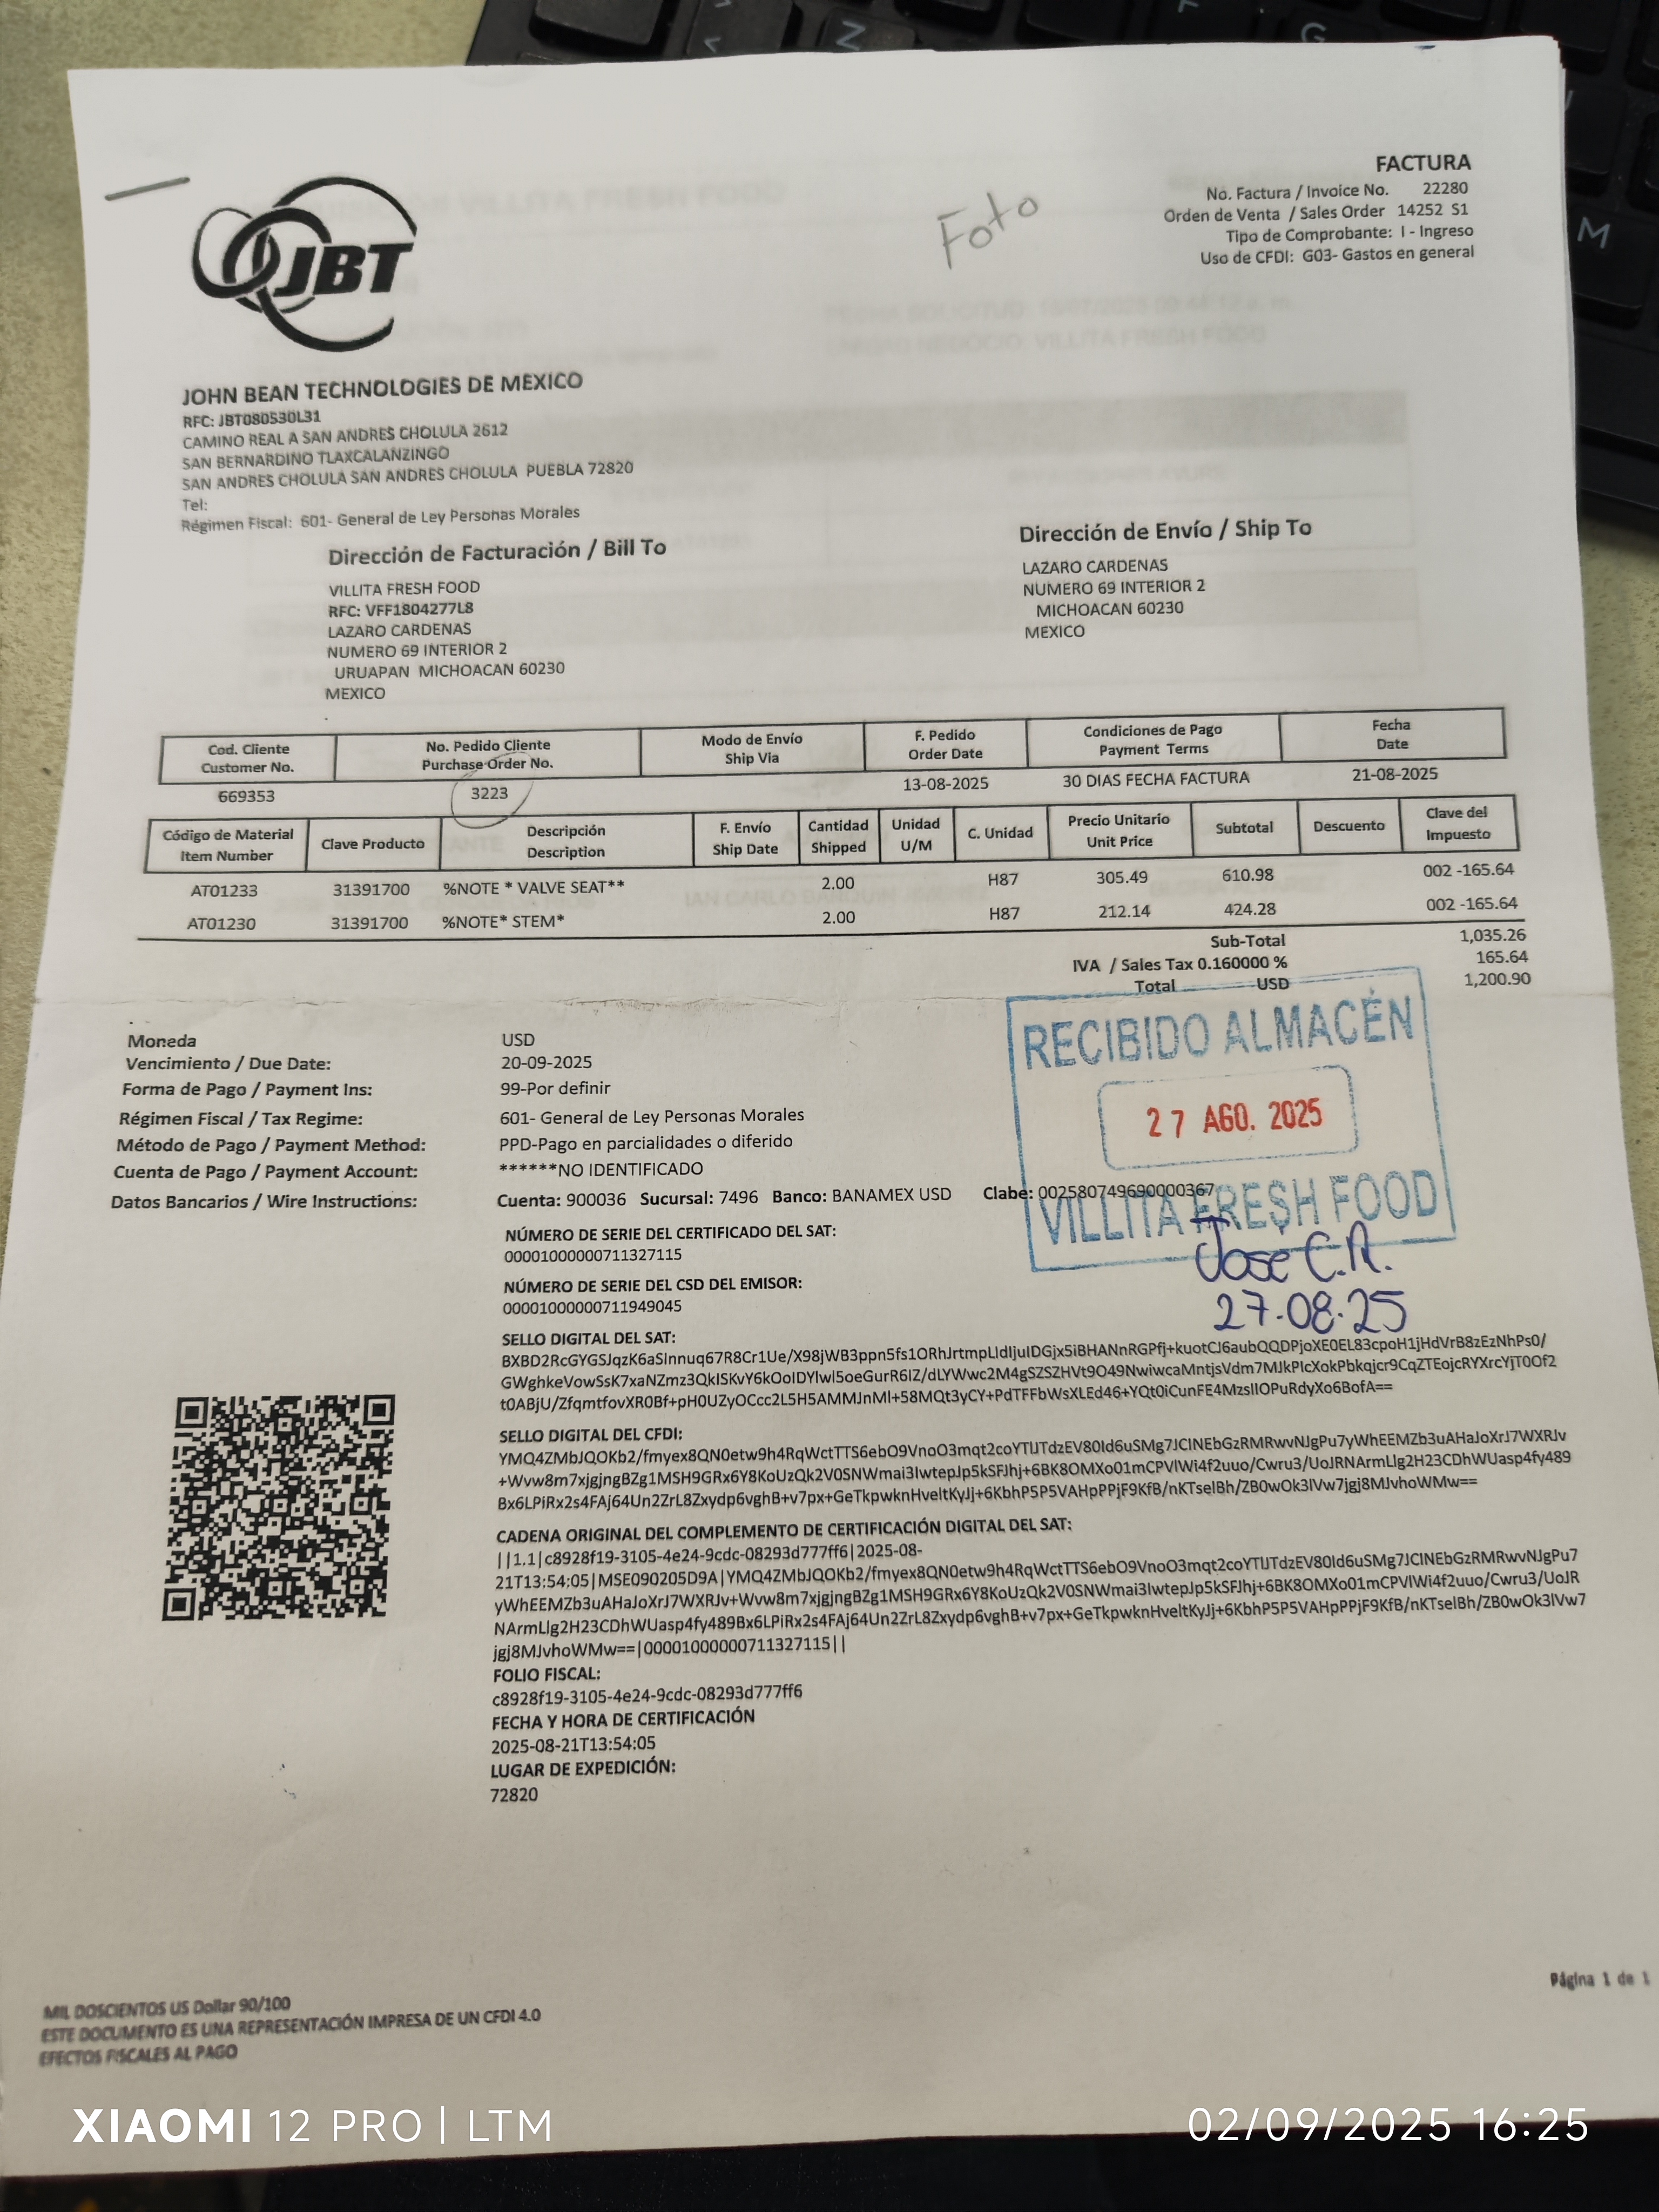 FACTURA
No. Factura / Invoice No. 22280
Orden de Venta / Sales Order 14252 S1
Tipo de Comprobante: I - Ingreso
Uso de CFDI: G03- Gastos en general
Foto
JBT
JOHN BEAN TECHNOLOGIES DE MEXICO
RFC: JBT080530L31
CAMINO REAL A SAN ANDRES CHOLULA 2612
SAN BERNARDINO TLAXCALANZINGO
SAN ANDRES CHOLULA SAN ANDRES CHOLULA PUEBLA 72820
Tel:
Régimen Fiscal: 601- General de Ley Personas Morales
Dirección de Facturación / Bill To
VILLITA FRESH FOOD
RFC: VFF1804277L8
LAZARO CARDENAS
NUMERO 69 INTERIOR 2
URUAPAN MICHOACAN 60230
MEXICO
Dirección de Envío / Ship To
LAZARO CARDENAS
NUMERO 69 INTERIOR 2
MICHOACAN 60230
MEXICO
Cod. Cliente No. Pedido Cliente Modo de Envío F. Pedido Condiciones de Pago Fecha
Customer No. Purchase Order No. Ship Via Order Date Payment Terms Date
669353 3223 13-08-2025 30 DIAS FECHA FACTURA 21-08-2025
Código de Material Clave Producto Descripción F. Envío Cantidad Unidad C. Unidad Precio Unitario Subtotal Descuento Clave del
Item Number Description Ship Date Shipped U/M Unit Price Impuesto
AT01233 31391700 %NOTE * VALVE SEAT** 2.00 H87 305.49 610.98 002 -165.64
AT01230 31391700 %NOTE* STEM* 2.00 H87 212.14 424.28 002 -165.64
Sub-Total 1,035.26
IVA / Sales Tax 0.160000 % 165.64
Total USD 1,200.90
RECIBIDO ALMACÉN
27 AGO. 2025
VILLITA FRESH FOOD
Jose C.R.
27.08.25
Moneda USD
Vencimiento / Due Date: 20-09-2025
Forma de Pago / Payment Ins: 99-Por definir
Régimen Fiscal / Tax Regime: 601- General de Ley Personas Morales
Método de Pago / Payment Method: PPD-Pago en parcialidades o diferido
Cuenta de Pago / Payment Account: ******NO IDENTIFICADO
Datos Bancarios / Wire Instructions: Cuenta: 900036 Sucursal: 7496 Banco: BANAMEX USD Clabe: 002580749690000367
NÚMERO DE SERIE DEL CERTIFICADO DEL SAT:
00001000000711327115
NÚMERO DE SERIE DEL CSD DEL EMISOR:
00001000000711949045
SELLO DIGITAL DEL SAT:
SELLO DIGITAL DEL CFDI:
CADENA ORIGINAL DEL COMPLEMENTO DE CERTIFICACIÓN DIGITAL DEL SAT:
||1.1|c8928f19-3105-4e24-9cdc-08293d777ff6|2025-08-
jgj8MJvhoWMw==|00001000000711327115||
FOLIO FISCAL:
c8928f19-3105-4e24-9cdc-08293d777ff6
FECHA Y HORA DE CERTIFICACIÓN
2025-08-21T13:54:05
LUGAR DE EXPEDICIÓN:
72820
Página 1 de 1
MIL DOSCIENTOS US Dollar 90/100
ESTE DOCUMENTO ES UNA REPRESENTACIÓN IMPRESA DE UN CFDI 4.0
EFECTOS FISCALES AL PAGO
XIAOMI 12 PRO | LTM
02/09/2025 16:25